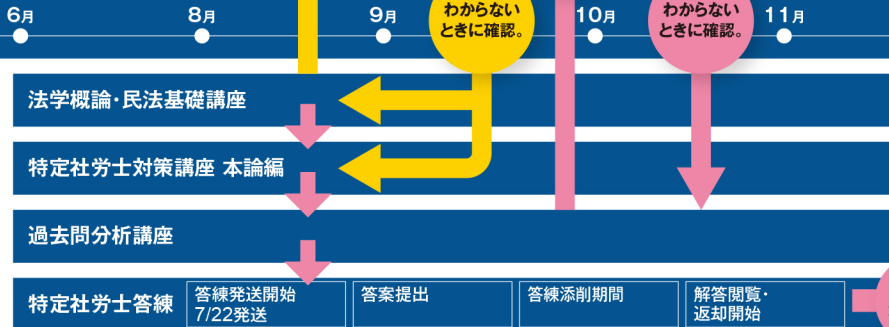 6月
8月
9月
わからない
ときに確認。
10月
わからない
ときに確認。
11月
法学概論・民法基礎講座
特定社労士対策講座 本論編
過去問分析講座
特定社労士答練
答練発送開始
7/22発送
答案提出
答練添削期間
解答閲覧・
返却開始